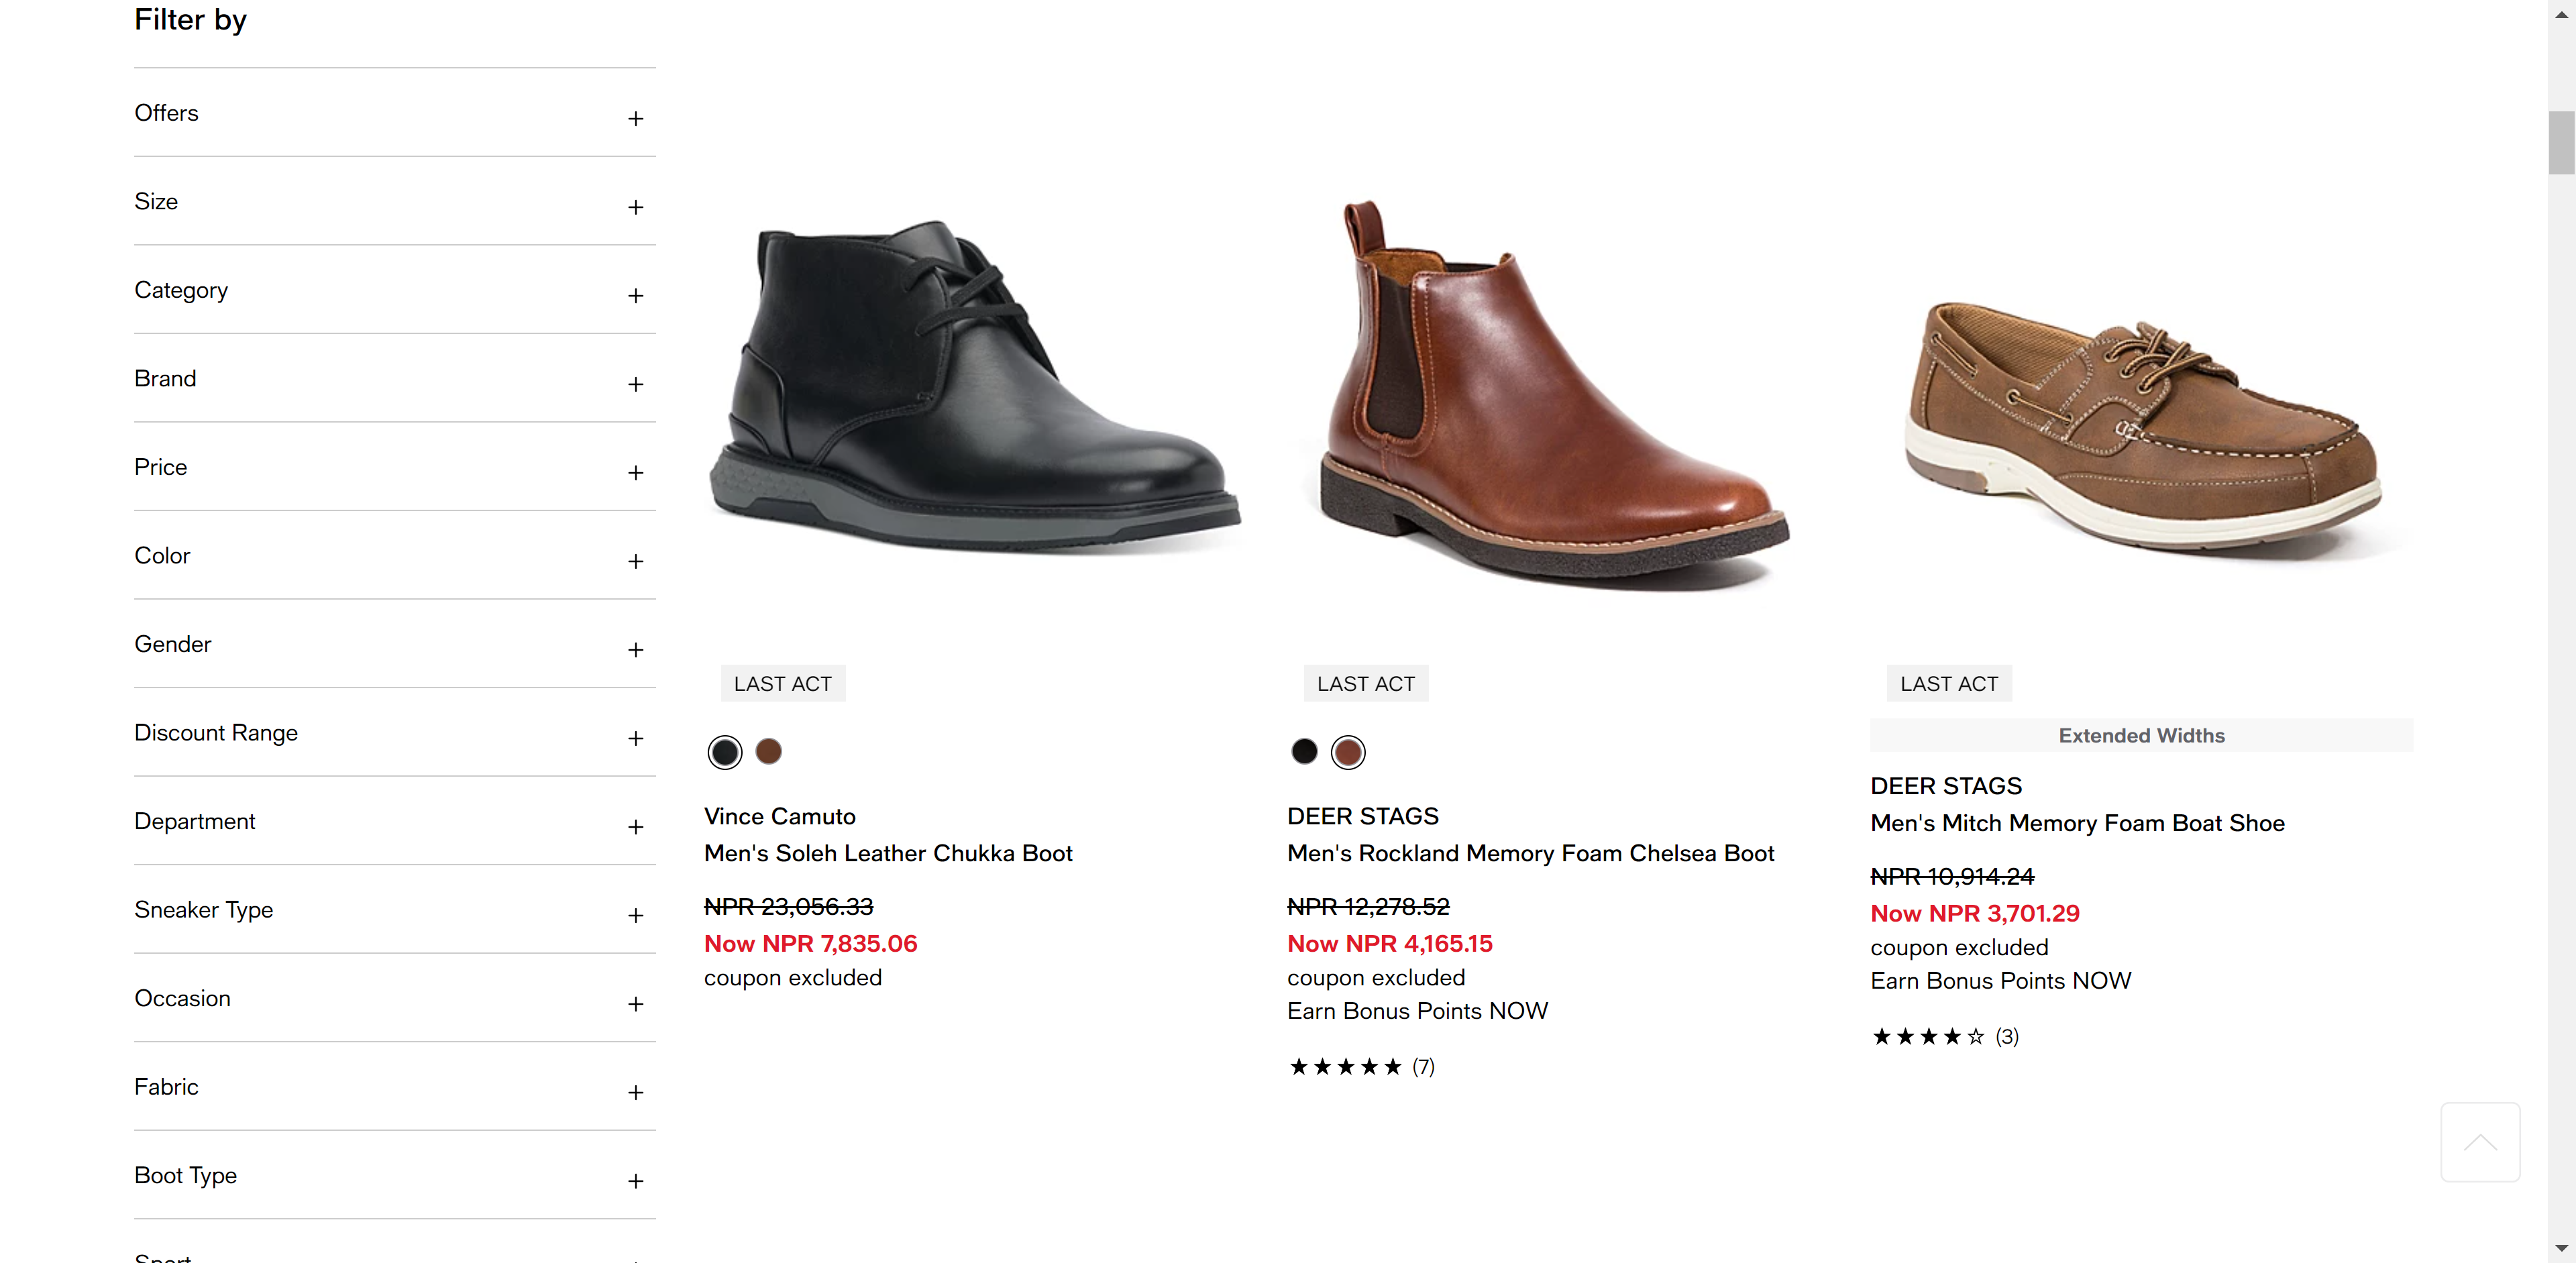 Filter by
Offers
Size
Category
Brand
Price
Color
Gender
Discount Range
Department
Sneaker Type
Occasion
Fabric
Boot Type
Sport
LAST ACT
Vince Camuto
Men's Soleh Leather Chukka Boot
NPR 23,056.33
Now NPR 7,835.06
coupon excluded
LAST ACT
DEER STAGS
Men's Rockland Memory Foam Chelsea Boot
NPR 12,278.52
Now NPR 4,165.15
coupon excluded
Earn Bonus Points NOW
(7)
LAST ACT
Extended Widths
DEER STAGS
Men's Mitch Memory Foam Boat Shoe
NPR 10,914.24
Now NPR 3,701.29
coupon excluded
Earn Bonus Points NOW
(3)